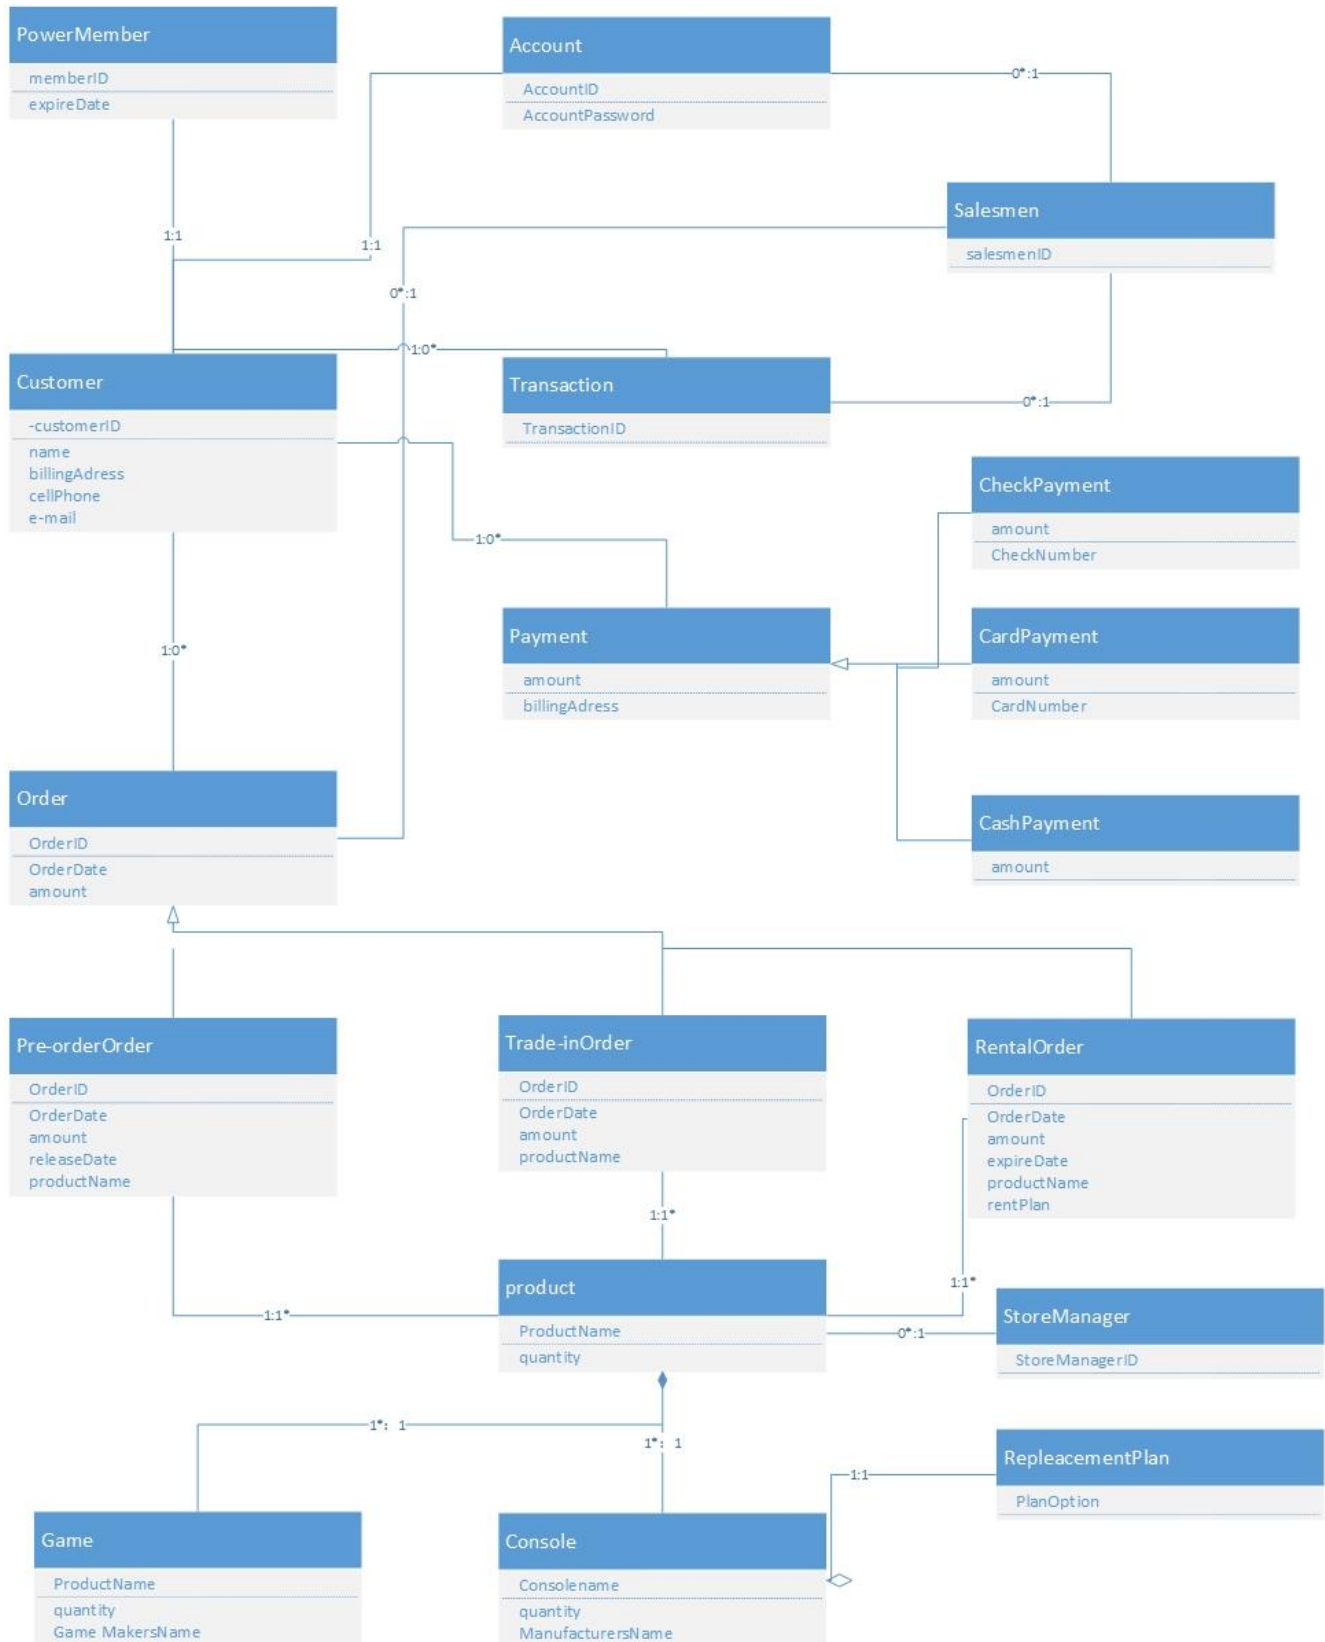 PowerMember
memberID
expireDate
Account
AccountID
AccountPassword
0*:1
Salesmen
salesmenID
1:1
1:1
0*:1
1:0*
Customer
-customerID
name
billingAdress
cellPhone
e-mail
Transaction
TransactionID
0*:1
CheckPayment
amount
CheckNumber
1:0*
Payment
amount
billingAdress
CardPayment
amount
CardNumber
1:0*
Order
OrderID
OrderDate
amount
CashPayment
amount
Pre-orderOrder
OrderID
OrderDate
amount
releaseDate
productName
Trade-inOrder
OrderID
OrderDate
amount
productName
RentalOrder
OrderID
OrderDate
amount
expireDate
productName
rentPlan
1:1*
1:1*
1:1*
product
ProductName
quantity
0*:1
StoreManager
StoreManagerID
1*: 1
1*: 1
1:1
RepleacementPlan
PlanOption
Game
ProductName
quantity
Game MakersName
Console
Consolename
quantity
ManufacturersName